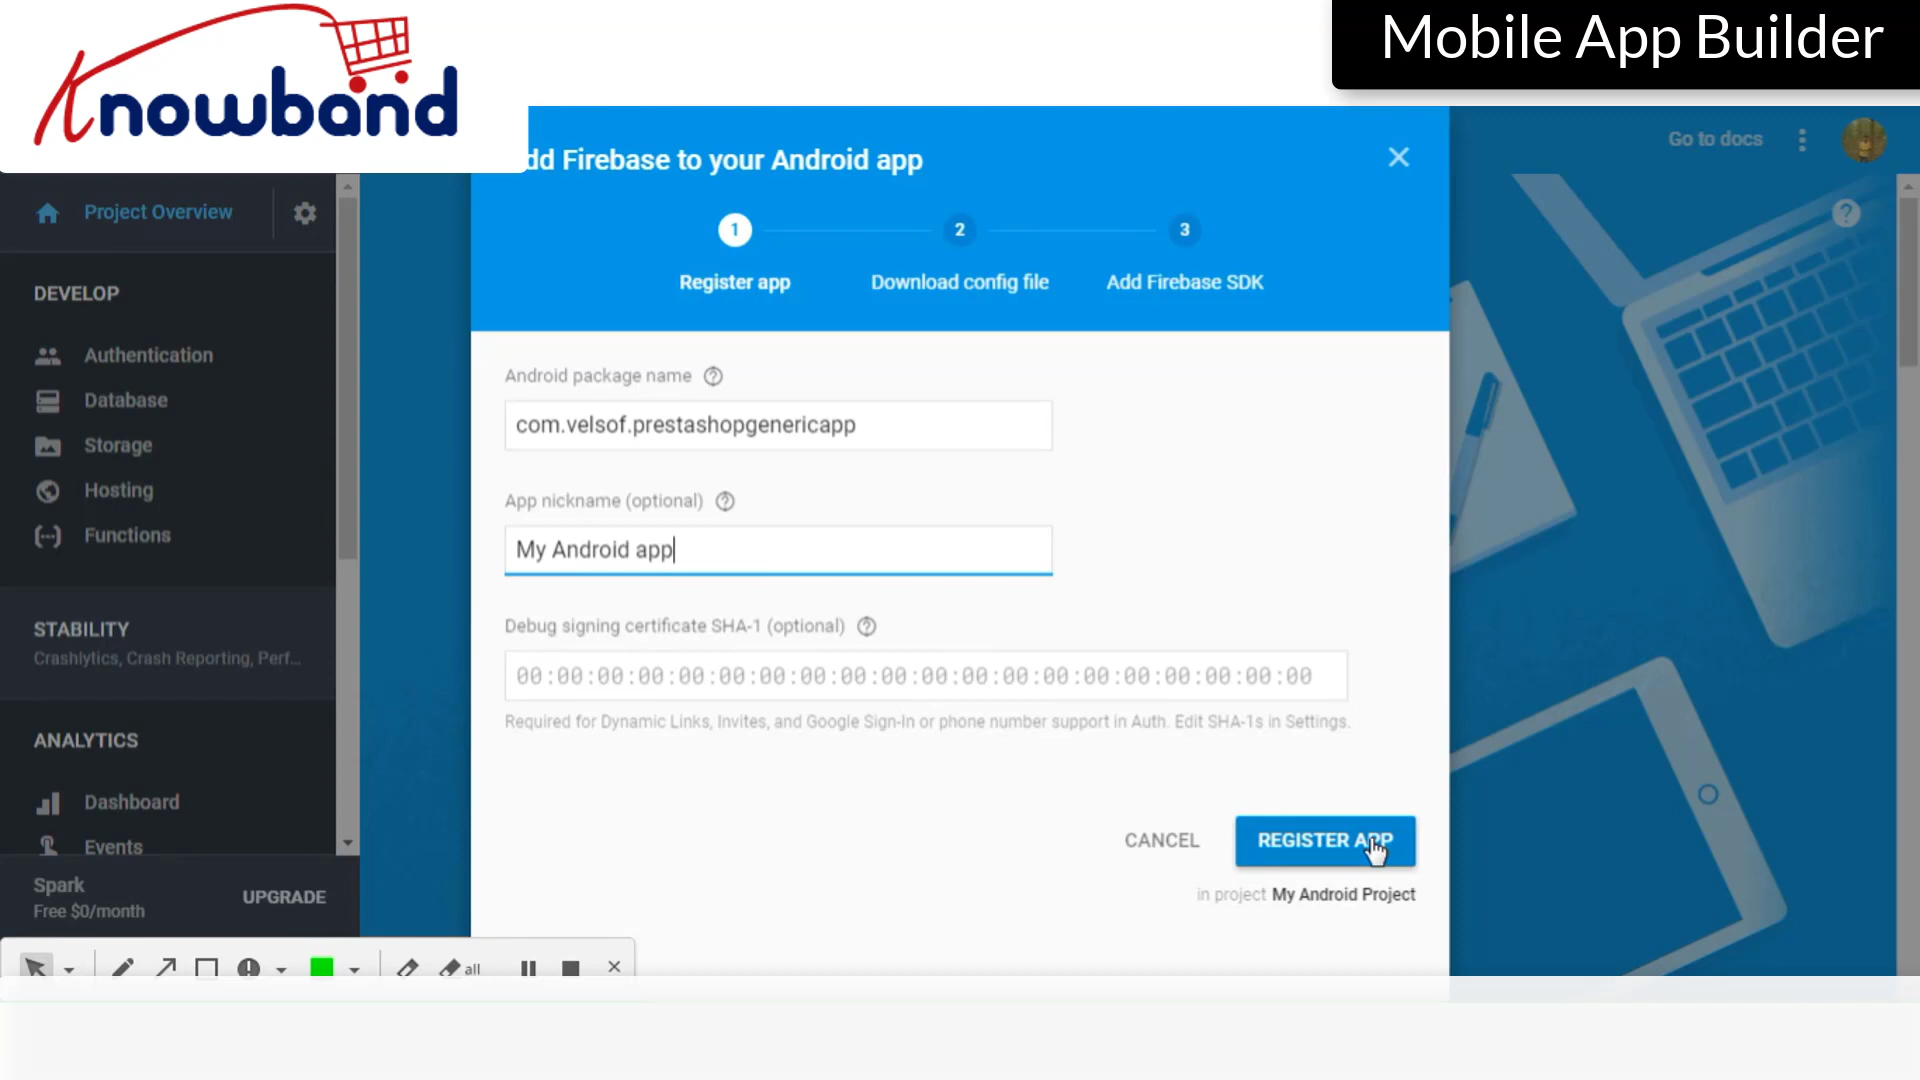 Knowband
Mobile App Builder
dd Firebase to your Android app
Go to docs
1
2
3
Register app
Download config file
Add Firebase SDK
Project Overview
DEVELOP
Authentication
Database
Storage
Hosting
Functions
STABILITY
Crashlytics, Crash Reporting, Perf...
ANALYTICS
Dashboard
Events
Spark
Free $0/month
UPGRADE
Android package name
com.velsof.prestashopgenericapp
App nickname (optional)
My Android app
Debug signing certificate SHA-1 (optional)
00:00:00:00:00:00:00:00:00:00:00:00:00:00:00:00:00:00:00:00
Required for Dynamic Links, Invites, and Google Sign-In or phone number support in Auth. Edit SHA-1s in Settings.
CANCEL
REGISTER APP
in project My Android Project
all